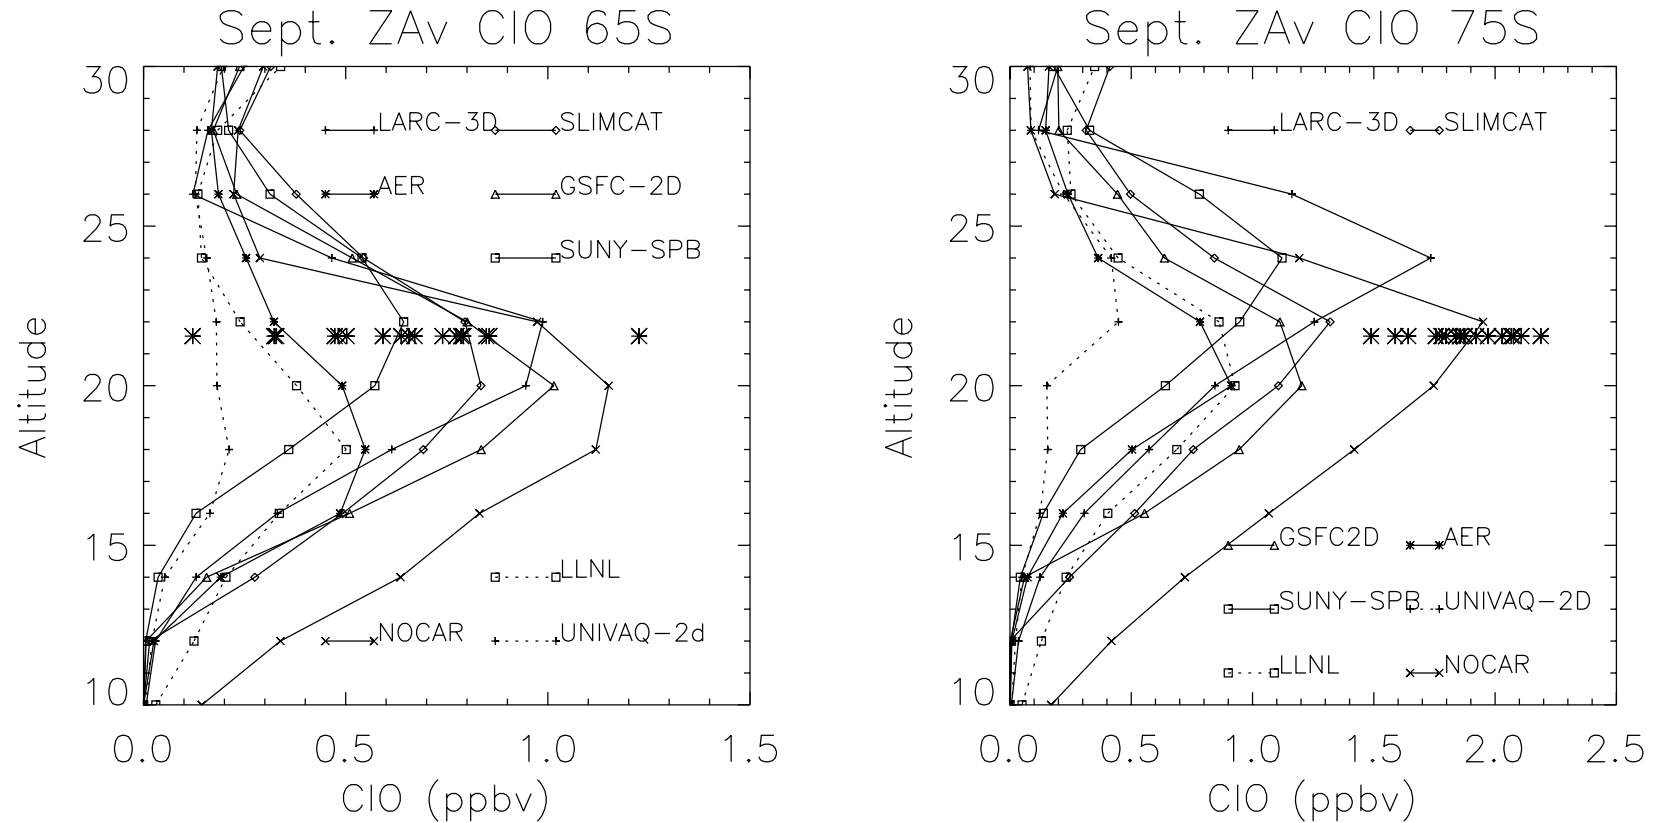 Sept. ZAv ClO 65S
30
25
20
15
10
Altitude
LARC-3D
SLIMCAT
AER
GSFC-2D
SUNY-SPB
LLNL
NOCAR
UNIVAQ-2d
0.0 0.5 1.0 1.5
ClO (ppbv)
Sept. ZAv ClO 75S
30
25
20
15
10
Altitude
LARC-3D
SLIMCAT
GSFC2D
AER
SUNY-SPB
UNIVAQ-2D
LLNL
NOCAR
0.0 0.5 1.0 1.5 2.0 2.5
ClO (ppbv)